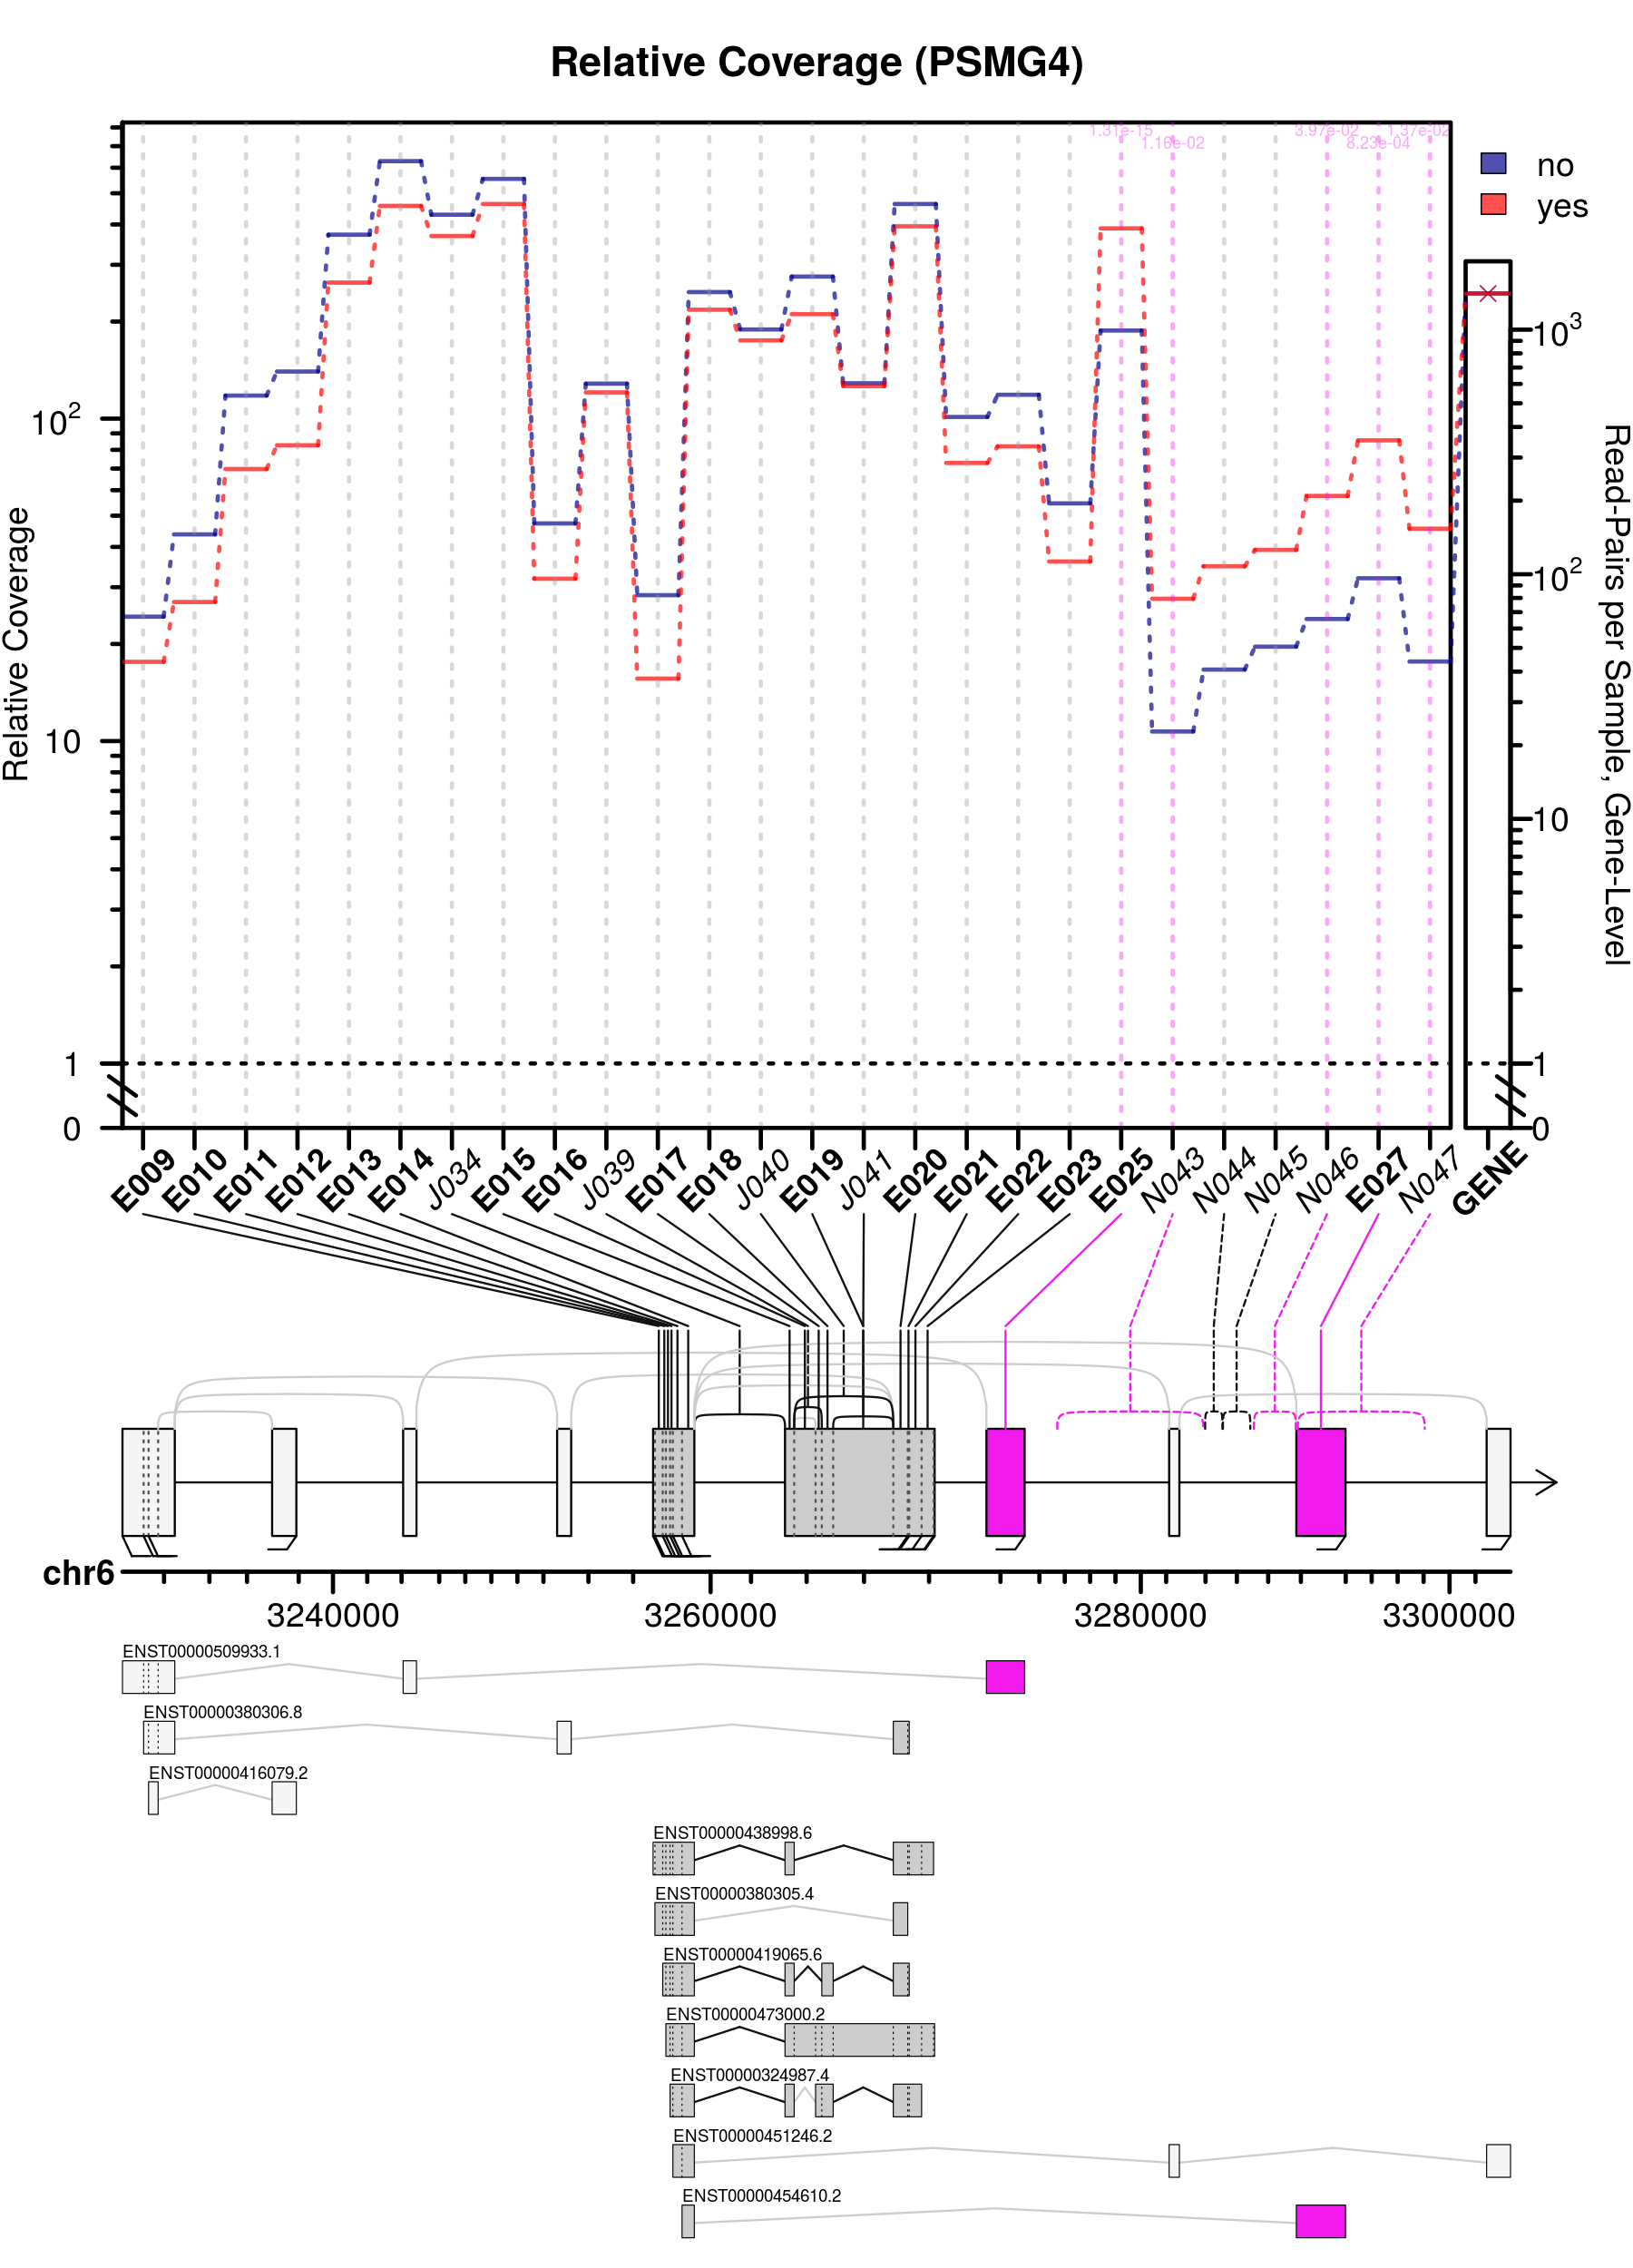 Relative Coverage (PSMG4)
1.31e-15
1.16e-02
3.97e-02
8.23e-04
1.37e-02
no
yes
Relative Coverage
10²
10
1
0
10³
10²
10
1
0
Read-Pairs per Sample, Gene-Level
E009 E010 E011 E012 E013 E014 J034 E015 E016 J039 E017 E018 J040 E019 J041 E020 E021 E022 E023 E025 N043 N044 N045 N046 E027 N047 GENE
chr6
3240000 3260000 3280000 3300000
ENST00000509933.1
ENST00000380306.8
ENST00000416079.2
ENST00000438998.6
ENST00000380305.4
ENST00000419065.6
ENST00000473000.2
ENST00000324987.4
ENST00000451246.2
ENST00000454610.2